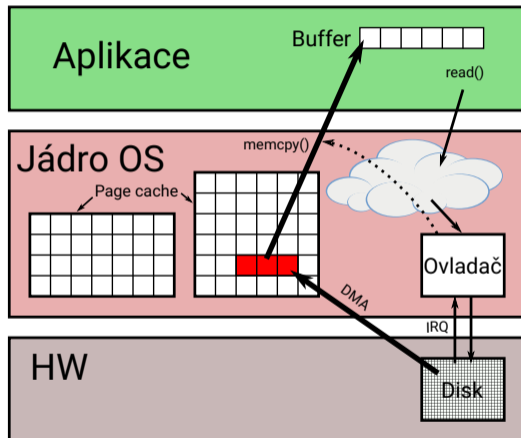 Aplikace
Buffer
read()
memcpy()
Jádro OS
Page cache
Ovladač
DMA
IRQ
HW
Disk